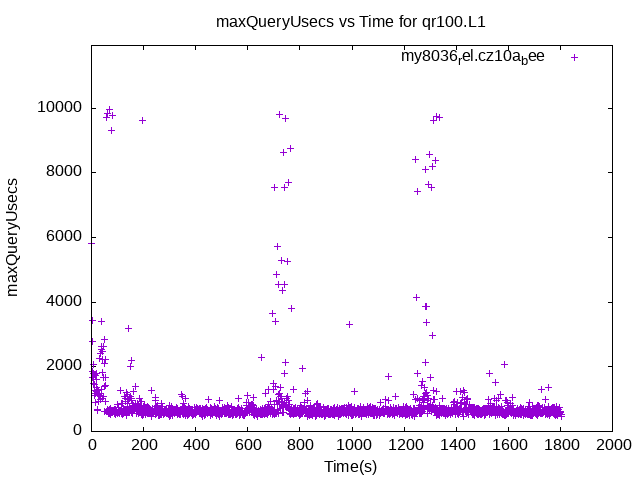 maxQueryUsecs vs Time for qr100.L1
my8036rel.cz10abee
10000
8000
6000
4000
2000
0
maxQueryUsecs
0 200 400 600 800 1000 1200 1400 1600 1800 2000
Time(s)